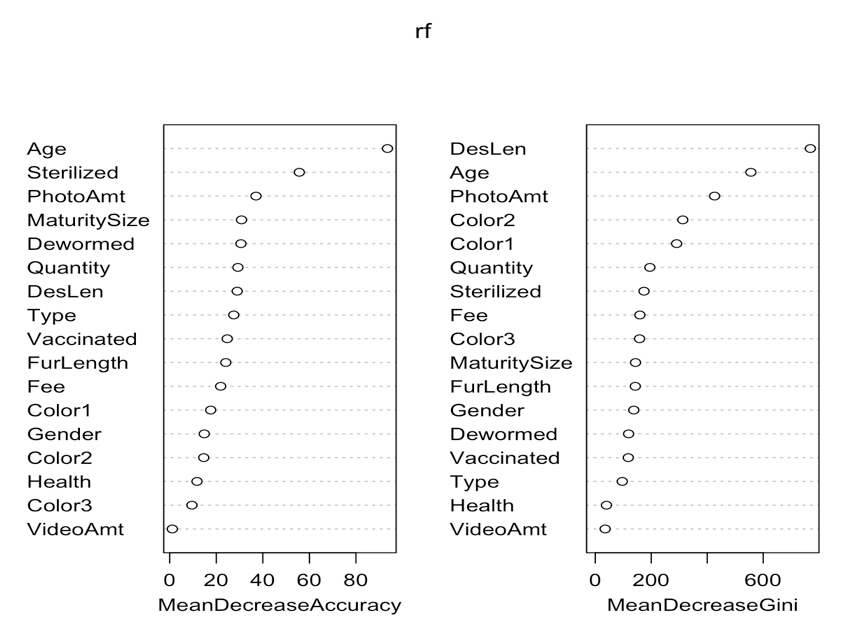 rf
Age
Sterilized
PhotoAmt
MaturitySize
Dewormed
Quantity
DesLen
Type
Vaccinated
FurLength
Fee
Color1
Gender
Color2
Health
Color3
VideoAmt
0 20 40 60 80
MeanDecreaseAccuracy
DesLen
Age
PhotoAmt
Color2
Color1
Quantity
Sterilized
Fee
Color3
MaturitySize
FurLength
Gender
Dewormed
Vaccinated
Type
Health
VideoAmt
0 200 600
MeanDecreaseGini